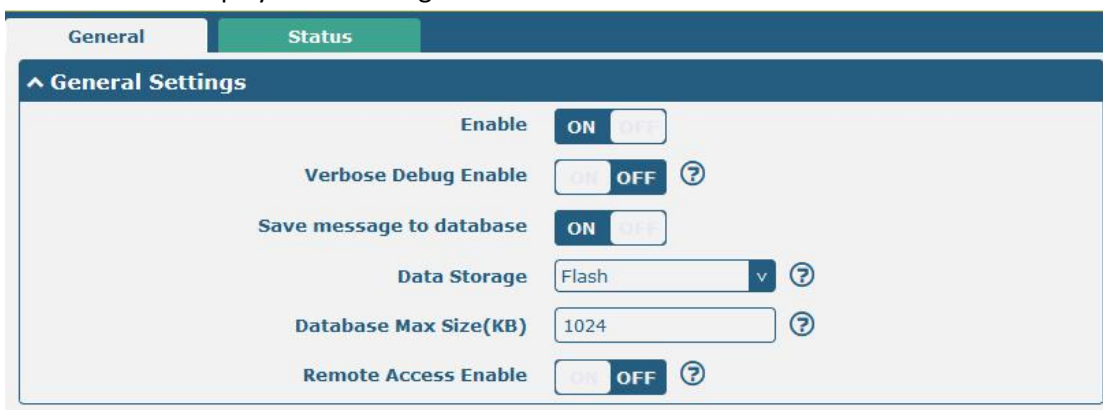 General Status
General Settings
Enable ON OFF
Verbose Debug Enable ON OFF ?
Save message to database ON OFF
Data Storage Flash v ?
Database Max Size(KB) 1024 ?
Remote Access Enable ON OFF ?